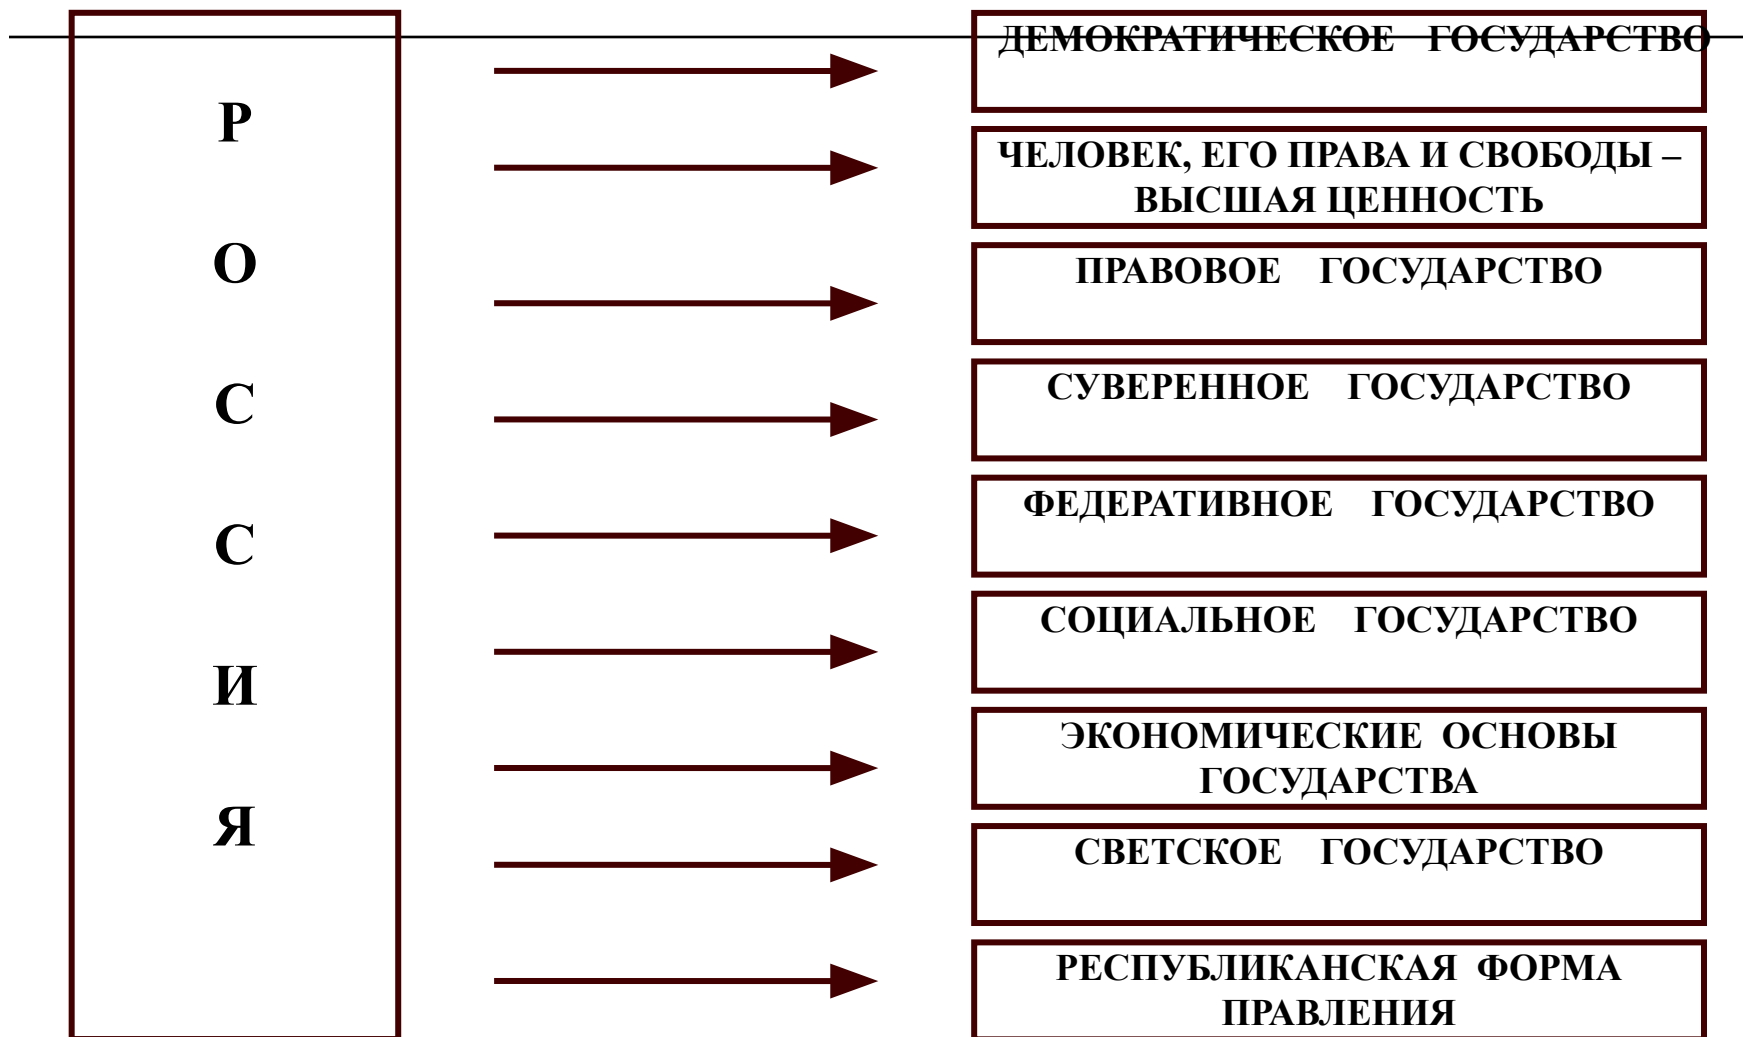 Р
О
С
С
И
Я
ДЕМОКРАТИЧЕСКОЕ ГОСУДАРСТВО
ЧЕЛОВЕК, ЕГО ПРАВА И СВОБОДЫ –
ВЫСШАЯ ЦЕННОСТЬ
ПРАВОВОЕ ГОСУДАРСТВО
СУВЕРЕННОЕ ГОСУДАРСТВО
ФЕДЕРАТИВНОЕ ГОСУДАРСТВО
СОЦИАЛЬНОЕ ГОСУДАРСТВО
ЭКОНОМИЧЕСКИЕ ОСНОВЫ
ГОСУДАРСТВА
СВЕТСКОЕ ГОСУДАРСТВО
РЕСПУБЛИКАНСКАЯ ФОРМА
ПРАВЛЕНИЯ